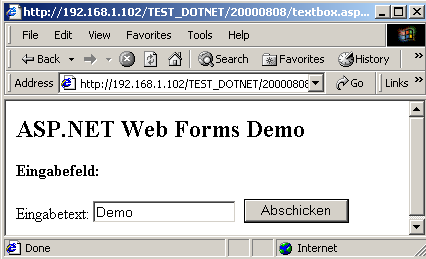 http://192.168.1.102/TEST_DOTNET/20000808/textbox.asp...
File Edit View Favorites Tools Help
Back Search Favorites History
Address http://192.168.1.102/TEST_DOTNET/20000808 Go Links »
ASP.NET Web Forms Demo
Eingabefeld:
Eingabetext: Demo Abschicken
Done Internet